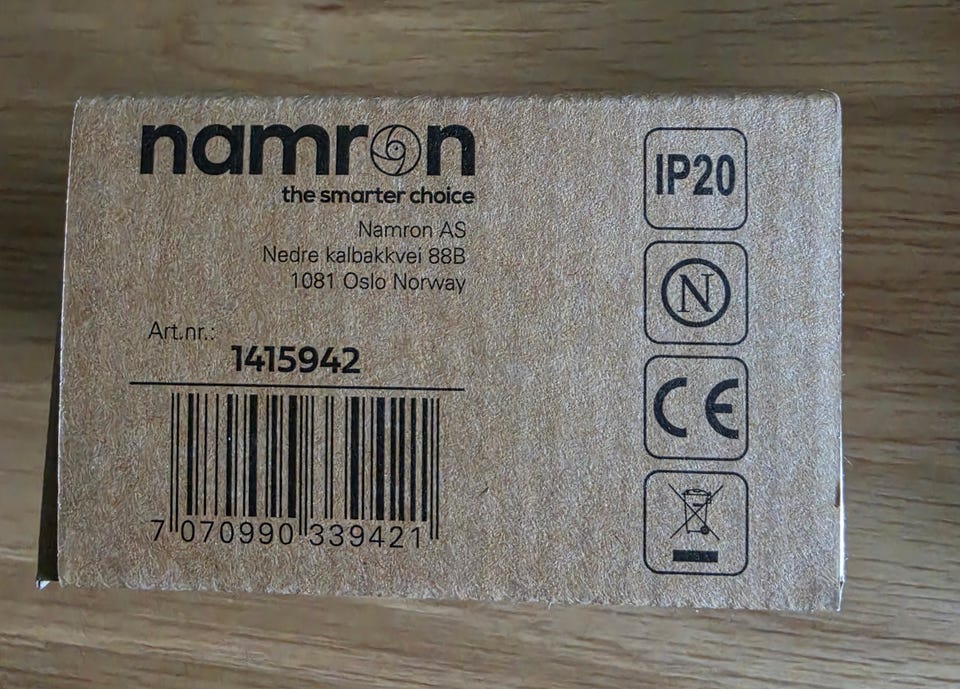 namron
the smarter choice
Namron AS
Nedre kalbakkvei 88B
1081 Oslo Norway
Art.nr.:
1415942
7 070990 339421
IP20
N
CE